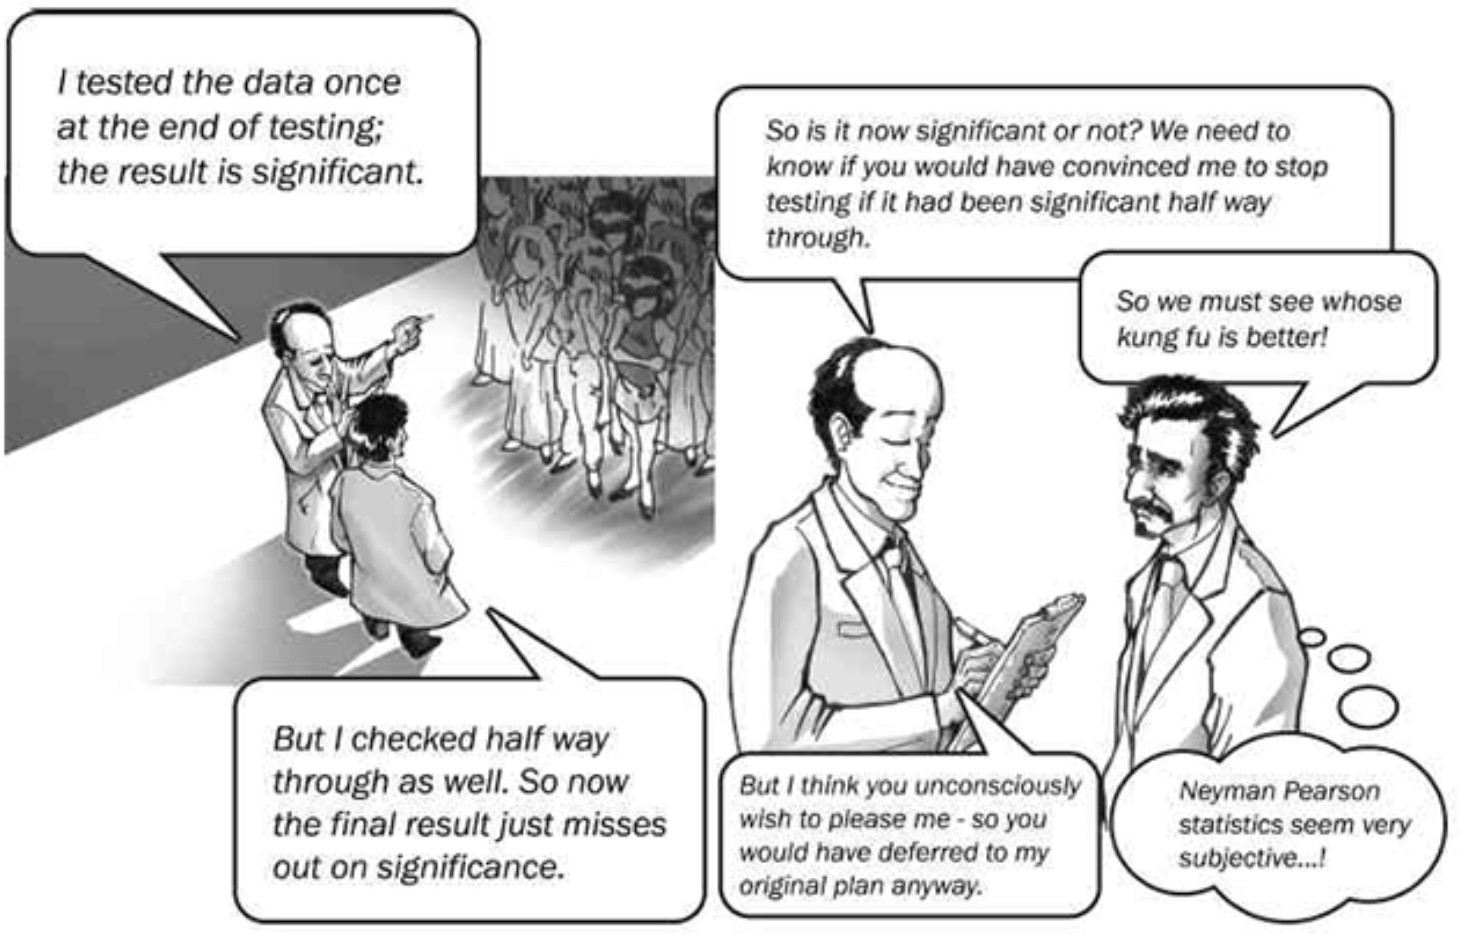 I tested the data once
at the end of testing;
the result is significant.
But I checked half way
through as well. So now
the final result just misses
out on significance.
So is it now significant or not? We need to
know if you would have convinced me to stop
testing if it had been significant half way
through.
So we must see whose
kung fu is better!
But I think you unconsciously
wish to please me - so you
would have deferred to my
original plan anyway.
Neyman Pearson
statistics seem very
subjective...!